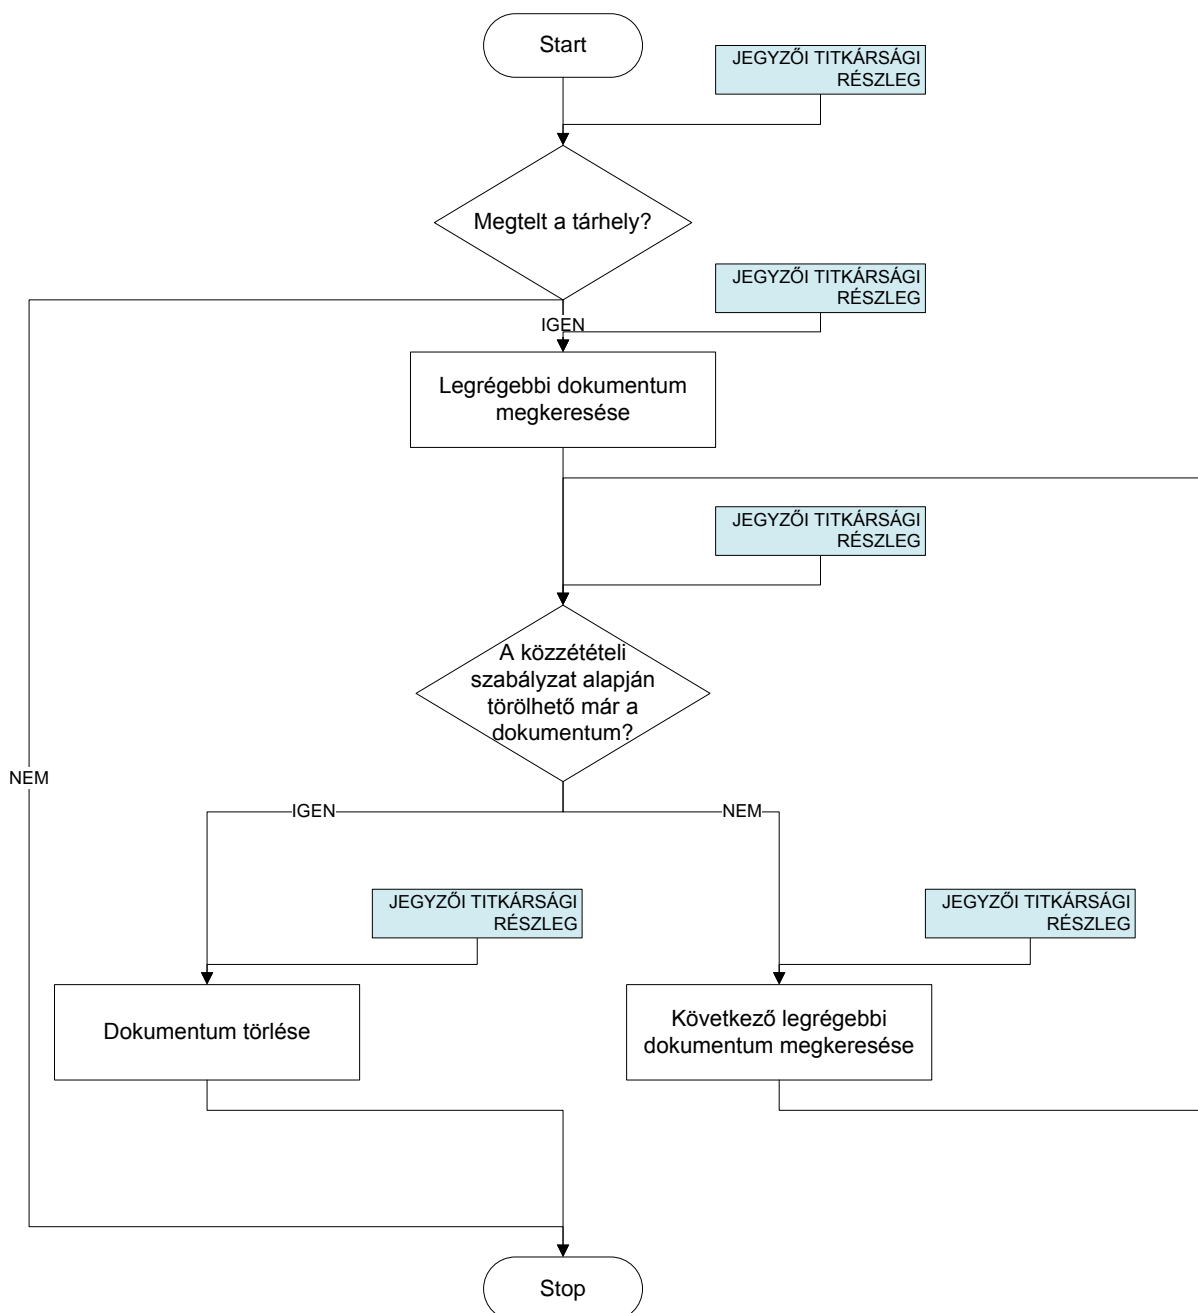 Start
JEGYZŐI TITKÁRSÁGI
RÉSZLEG
Megtelt a tárhely?
JEGYZŐI TITKÁRSÁGI
RÉSZLEG
IGEN
Legrégebbi dokumentum
megkeresése
JEGYZŐI TITKÁRSÁGI
RÉSZLEG
A közzétételi
szabályzat alapján
törölhető már a
dokumentum?
NEM
IGEN
NEM
JEGYZŐI TITKÁRSÁGI
RÉSZLEG
JEGYZŐI TITKÁRSÁGI
RÉSZLEG
Dokumentum törlése
Következő legrégebbi
dokumentum megkeresése
Stop